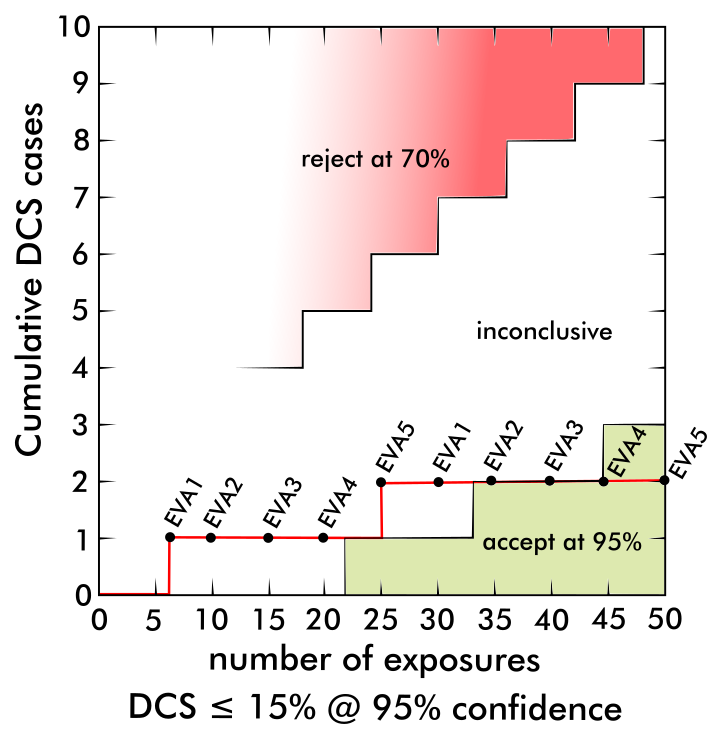 10
9
8
7
6
5
4
3
2
1
0
Cumulative DCS cases
reject at 70%
inconclusive
accept at 95%
EVA1
EVA2
EVA3
EVA4
EVA5
EVA1
EVA2
EVA3
EVA4
EVA5
0 5 10 15 20 25 30 35 40 45 50
number of exposures
DCS ≤ 15% @ 95% confidence